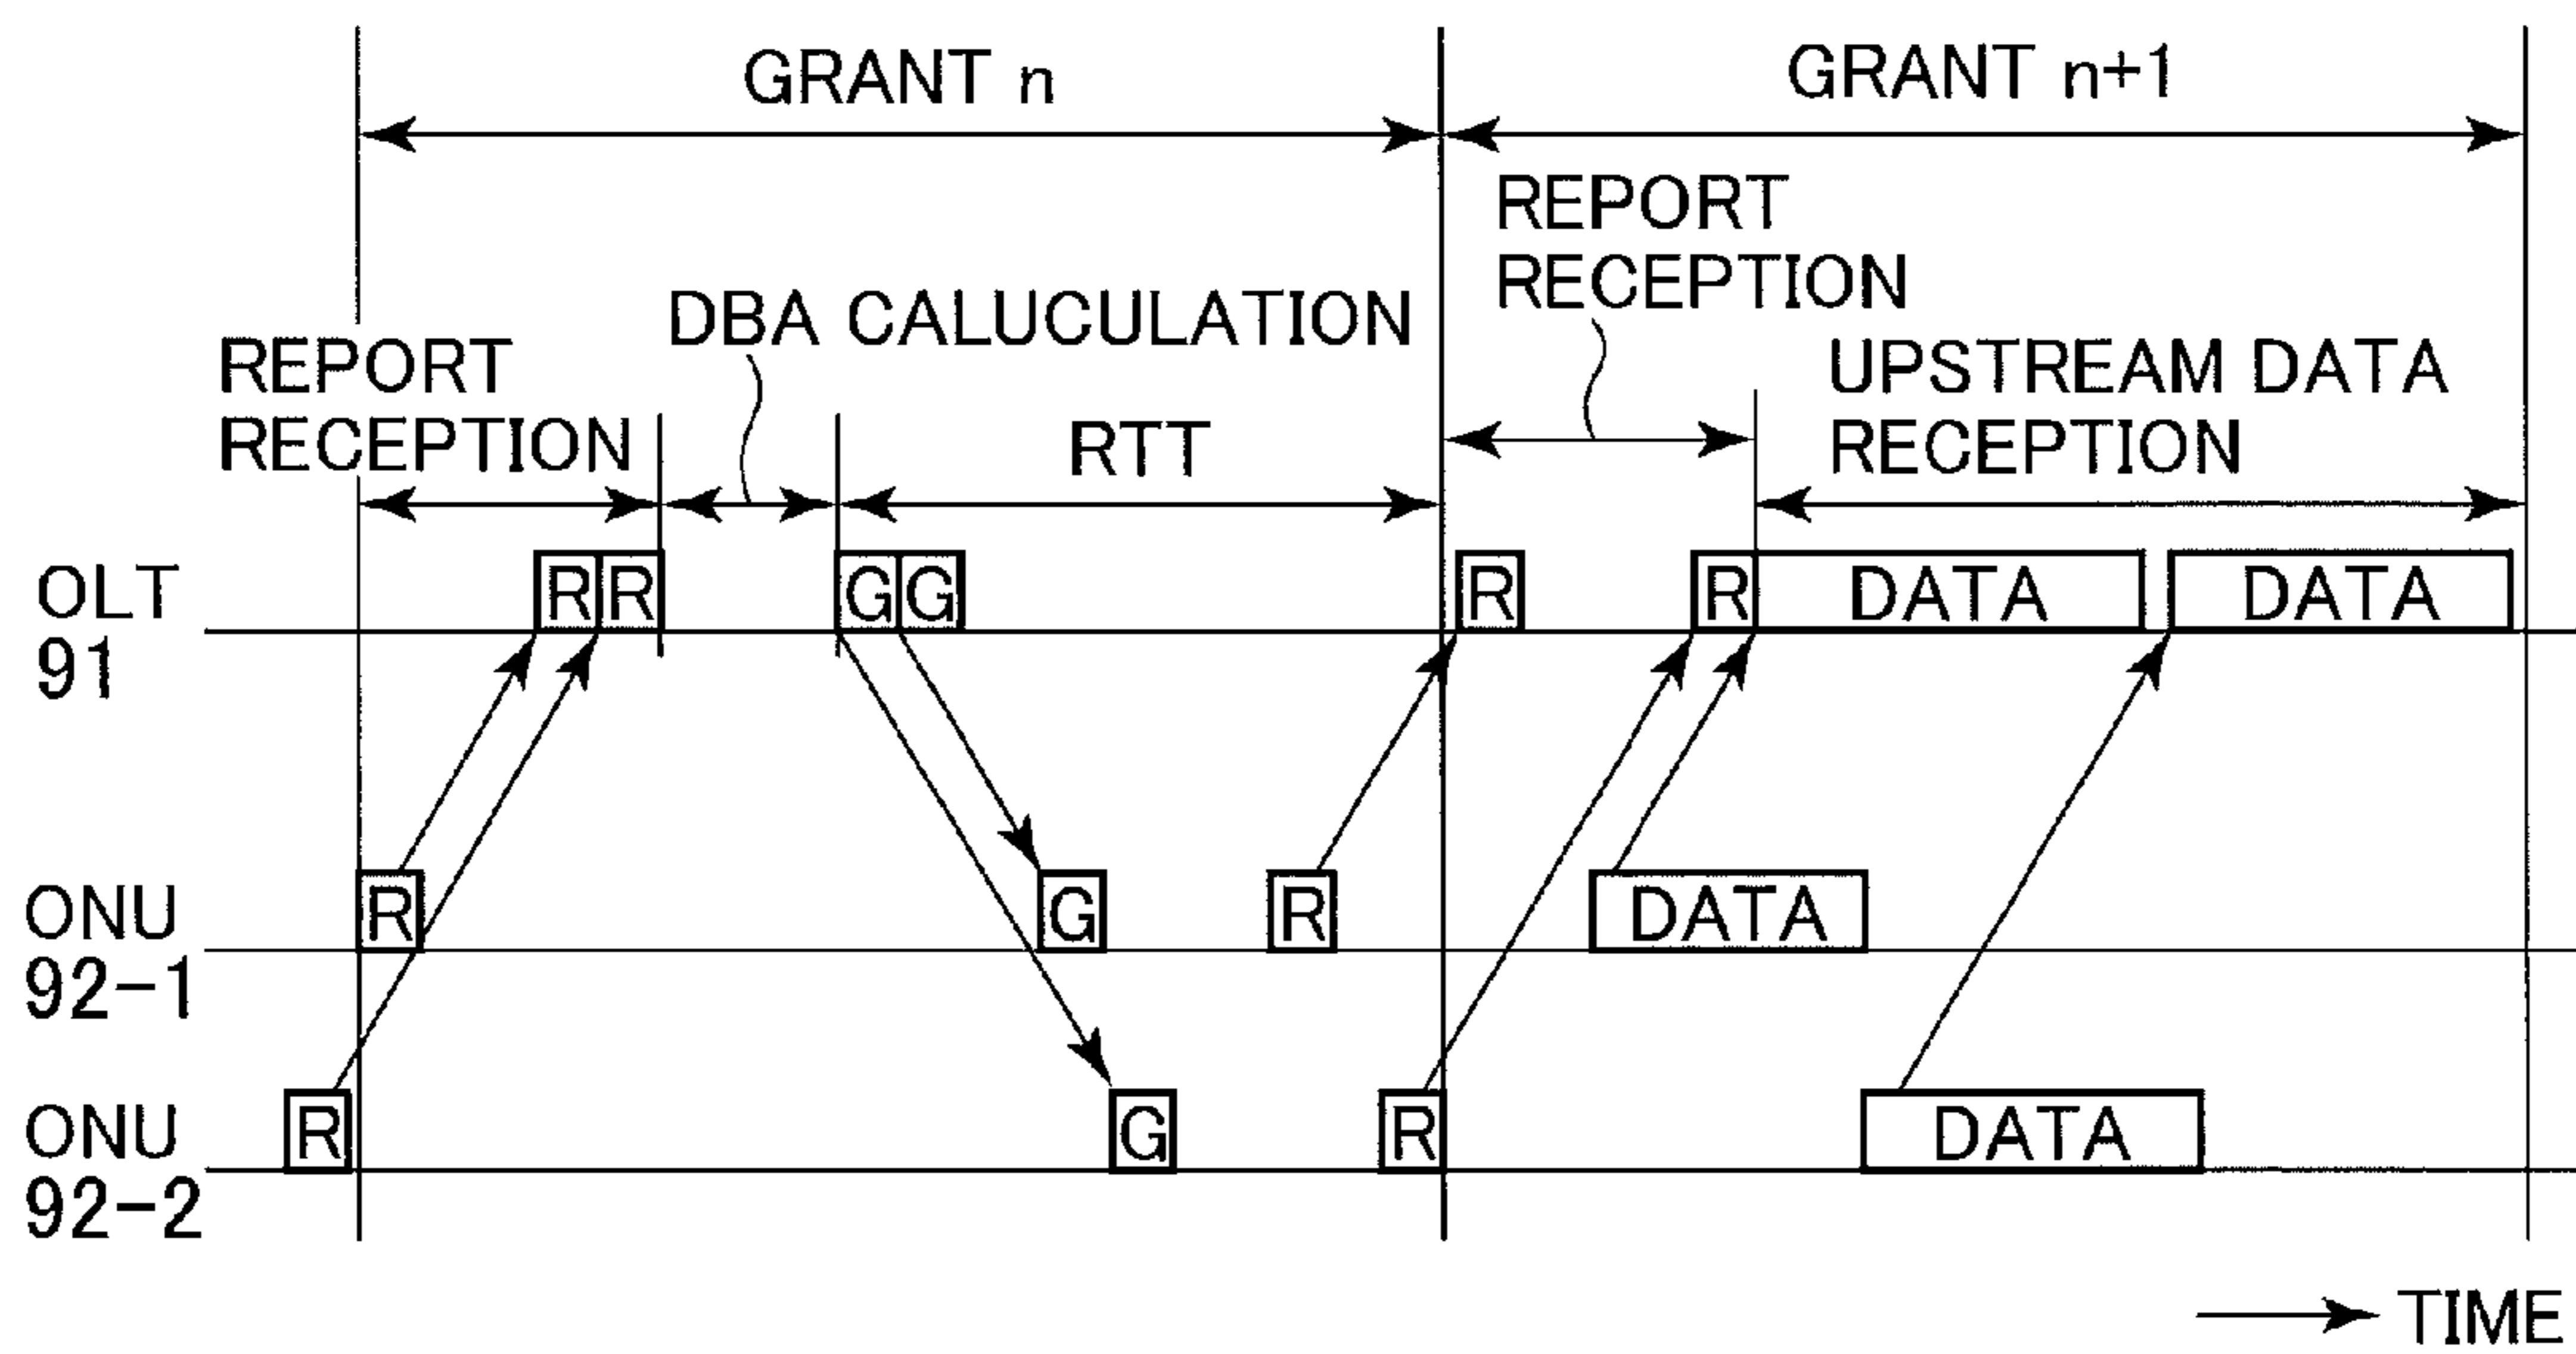 GRANT n
GRANT n+1
REPORT
RECEPTION
DBA CALUCULATION
REPORT
RECEPTION
RTT
UPSTREAM DATA
RECEPTION
OLT
91
R R G G R R DATA DATA
ONU
92-1
R G R DATA
ONU
92-2
R G R DATA
TIME